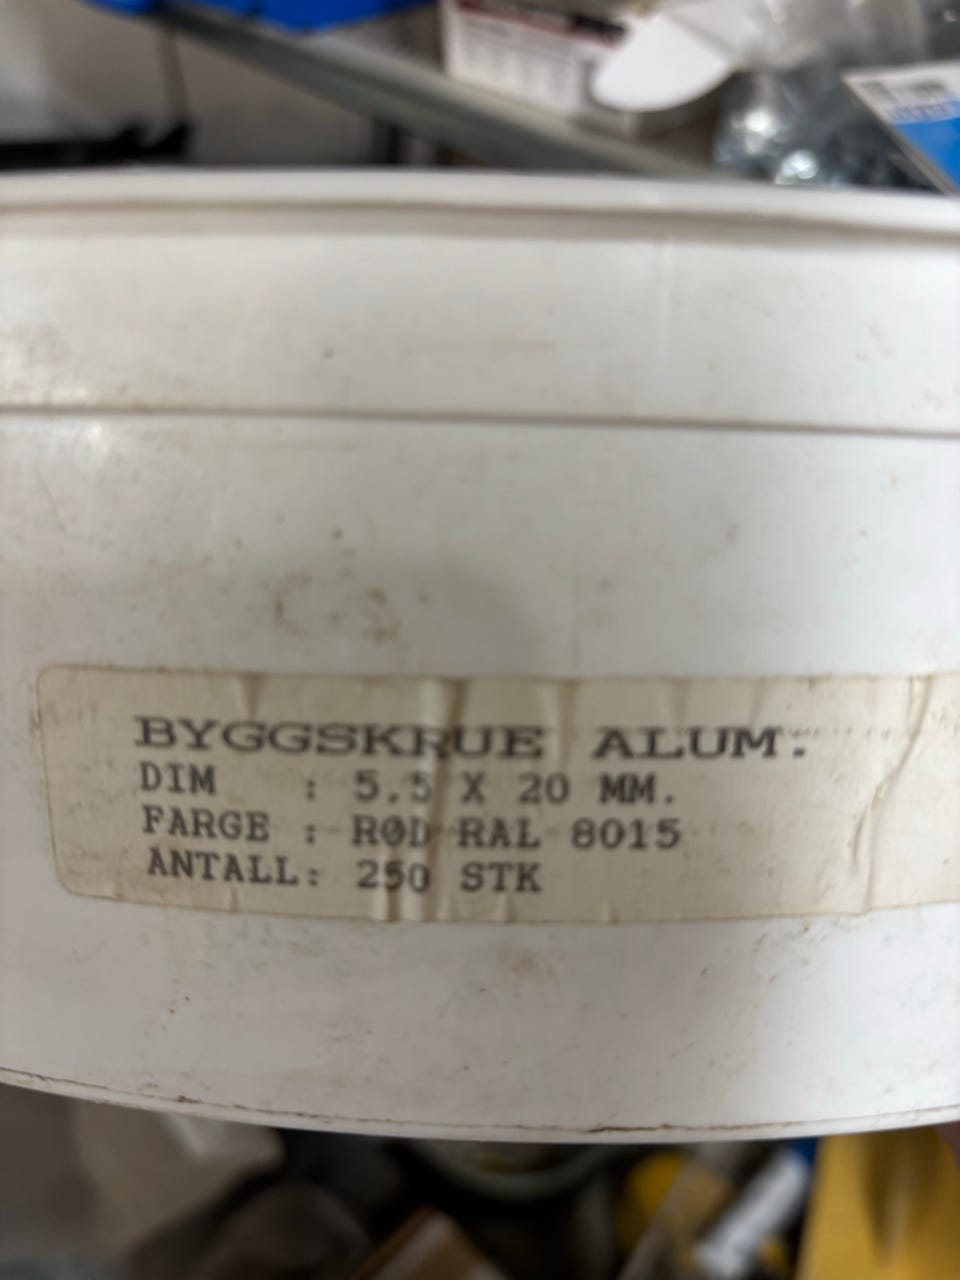 BYGGSKRUE ALUM.
DIM : 5.5 X 20 MM.
FARGE : RØD RAL 8015
ANTALL: 250 STK